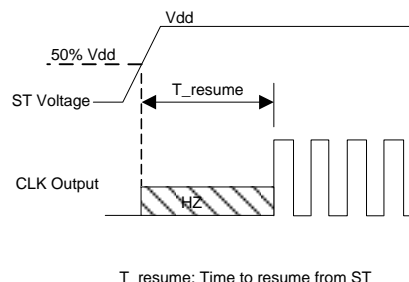 Vdd
50% Vdd
T_resume
ST Voltage
CLK Output
HZ
T_resume: Time to resume from ST